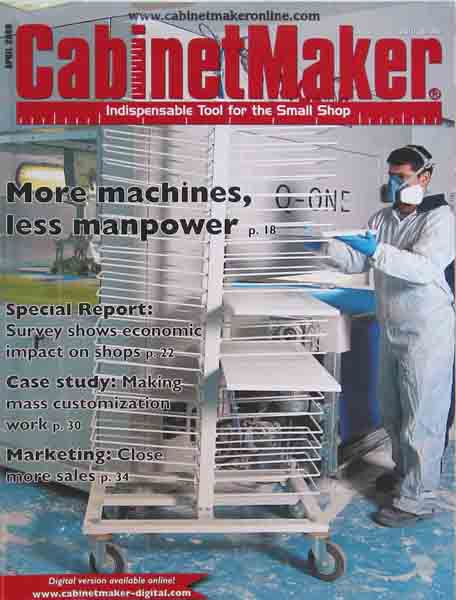 www.cabinetmakeronline.com
APRIL 2008
CabinetMaker®
Indispensable Tool for the Small Shop
More machines,
less manpower p. 18
O-ONE
Special Report:
Survey shows economic
impact on shops p. 22
Case study: Making
mass customization
work p. 30
Marketing: Close
more sales p. 34
Digital version available online!
www.cabinetmaker-digital.com